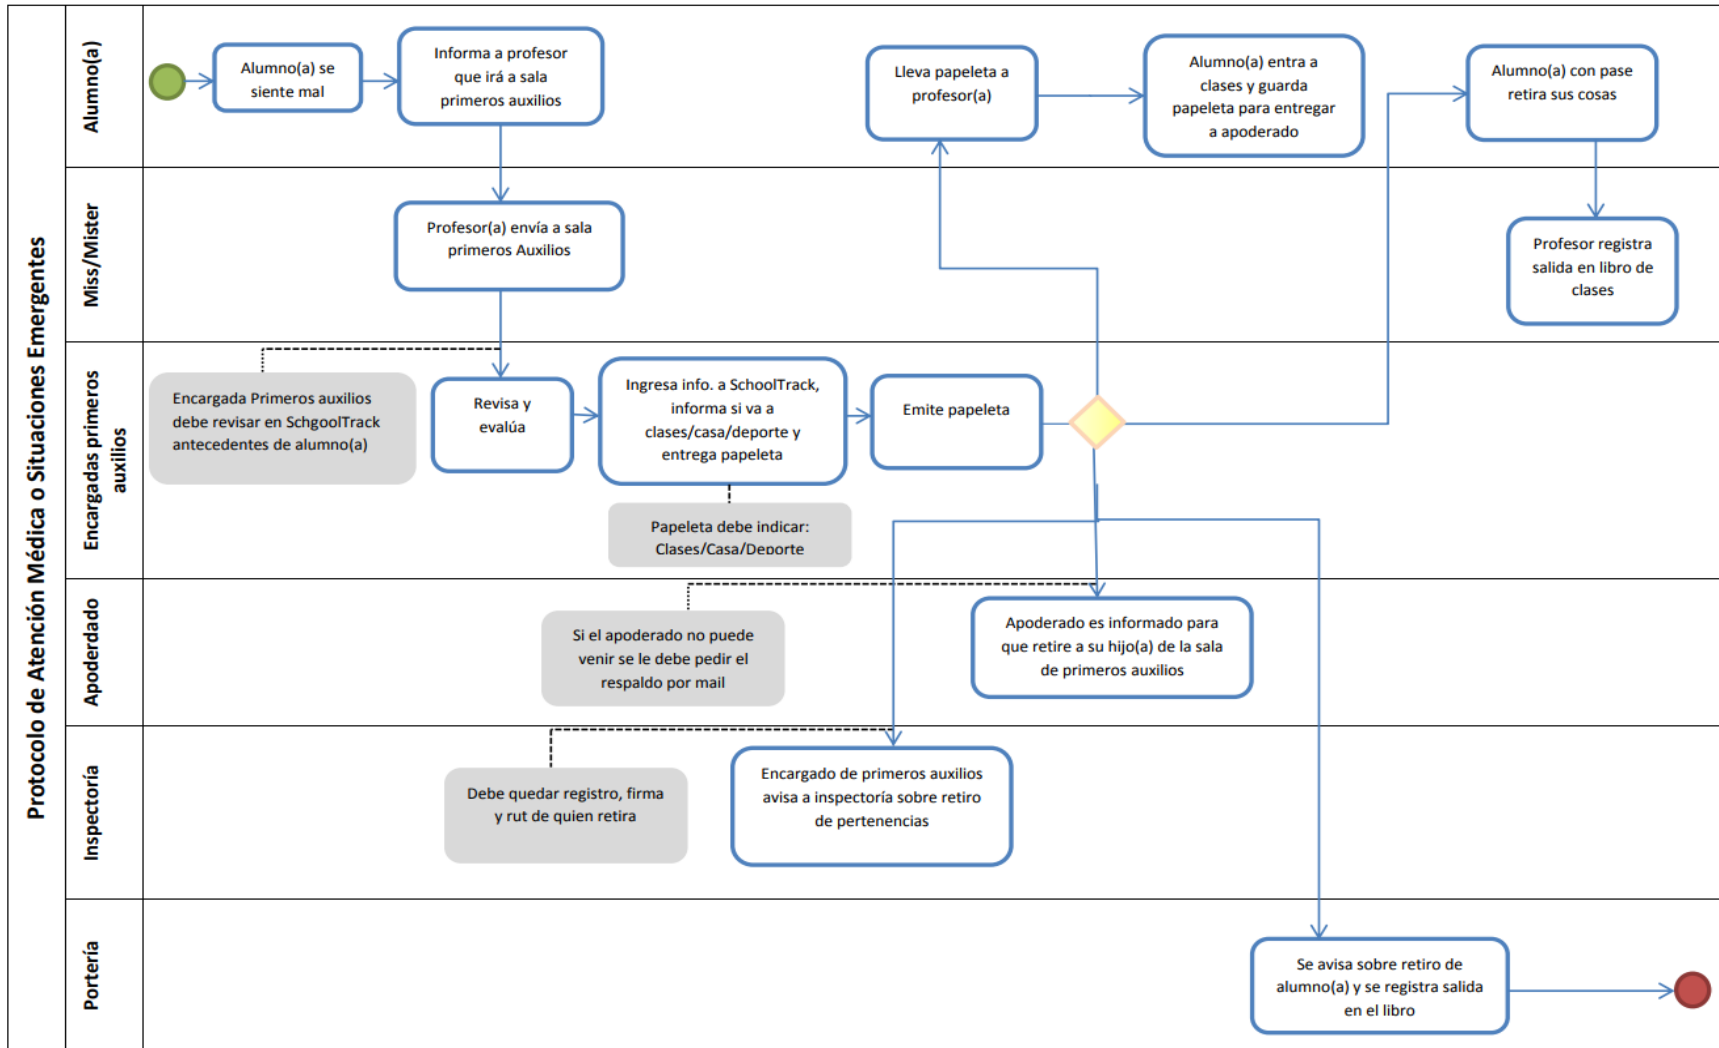 Protocolo de Atención Médica o Situaciones Emergentes
Alumno(a)
Alumno(a) se
siente mal
Informa a profesor
que irá a sala
primeros auxilios
Lleva papeleta a
profesor(a)
Alumno(a) entra a
clases y guarda
papeleta para entregar
a apoderado
Alumno(a) con pase
retira sus cosas
Miss/Mister
Profesor(a) envía a sala
primeros Auxilios
Profesor registra
salida en libro de
clases
Encargadas primeros
auxilios
Encargada Primeros auxilios
debe revisar en SchgoolTrack
antecedentes de alumno(a)
Revisa y
evalúa
Ingresa info. a SchoolTrack,
informa si va a
clases/casa/deporte y
entrega papeleta
Emite papeleta
Papeleta debe indicar:
Clases/Casa/Deporte
Apoderdado
Si el apoderado no puede
venir se le debe pedir el
respaldo por mail
Apoderado es informado para
que retire a su hijo(a) de la sala
de primeros auxilios
Inspectoría
Debe quedar registro, firma
y rut de quien retira
Encargado de primeros auxilios
avisa a inspectoría sobre retiro
de pertenencias
Portería
Se avisa sobre retiro de
alumno(a) y se registra salida
en el libro